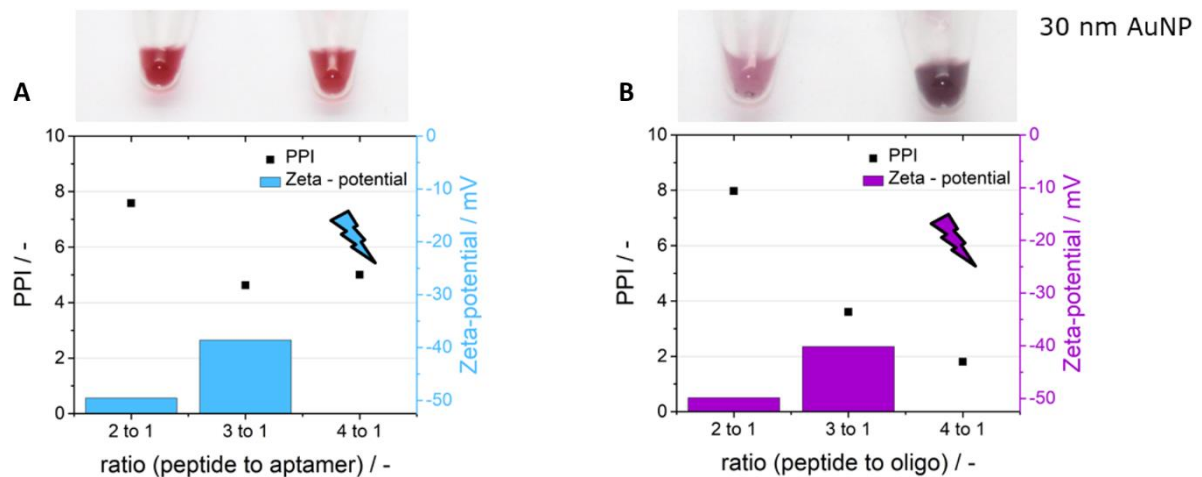 30 nm AuNP
A
10
8
6
4
2
0
PPI / -
PPI
Zeta - potential
0
-10
-20
-30
-40
-50
Zeta-potential / mV
2 to 1 3 to 1 4 to 1
ratio (peptide to aptamer) / -
B
10
8
6
4
2
0
PPI / -
PPI
Zeta - potential
0
-10
-20
-30
-40
-50
Zeta-potential / mV
2 to 1 3 to 1 4 to 1
ratio (peptide to oligo) / -